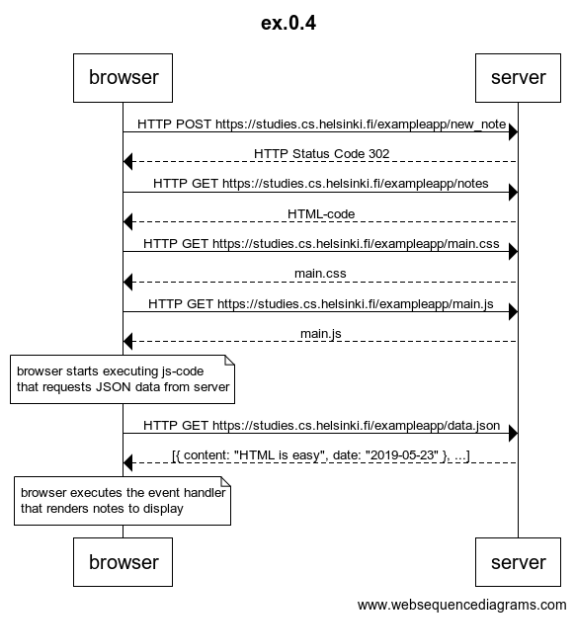 ex.0.4
browser server
HTTP POST https://studies.cs.helsinki.fi/exampleapp/new_note
HTTP Status Code 302
HTTP GET https://studies.cs.helsinki.fi/exampleapp/notes
HTML-code
HTTP GET https://studies.cs.helsinki.fi/exampleapp/main.css
main.css
HTTP GET https://studies.cs.helsinki.fi/exampleapp/main.js
main.js
browser starts executing js-code
that requests JSON data from server
HTTP GET https://studies.cs.helsinki.fi/exampleapp/data.json
[{ content: "HTML is easy", date: "2019-05-23" }, ...]
browser executes the event handler
that renders notes to display
browser server
www.websequencediagrams.com